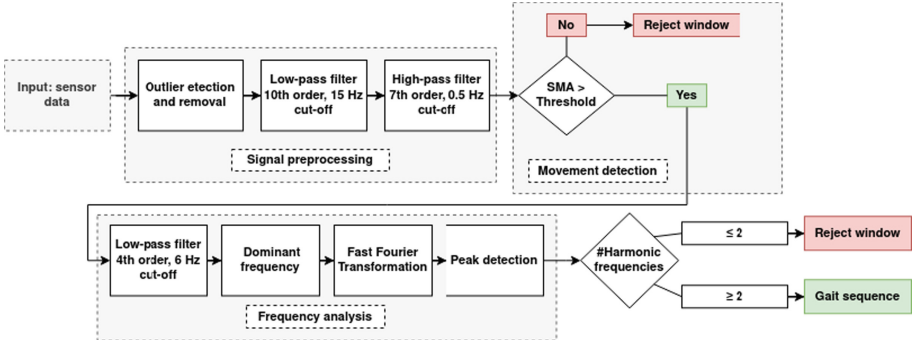 Input: sensor
data
Outlier etection
and removal
Low-pass filter
10th order, 15 Hz
cut-off
High-pass filter
7th order, 0.5 Hz
cut-off
Signal preprocessing
No
Reject window
SMA >
Threshold
Yes
Movement detection
Low-pass filter
4th order, 6 Hz
cut-off
Dominant
frequency
Fast Fourier
Transformation
Peak detection
Frequency analysis
#Harmonic
frequencies
≤ 2
Reject window
≥ 2
Gait sequence